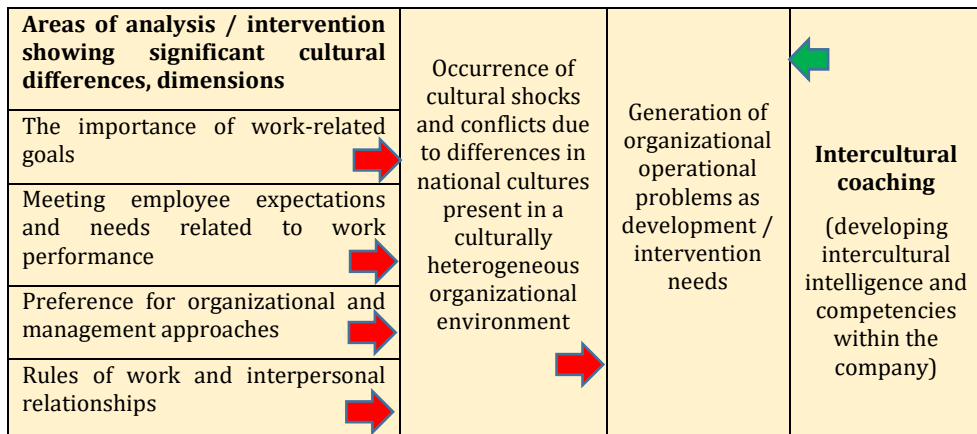 Areas of analysis / intervention
showing significant cultural
differences, dimensions
The importance of work-related
goals
Meeting employee expectations
and needs related to work
performance
Preference for organizational and
management approaches
Rules of work and interpersonal
relationships
Occurrence of
cultural shocks
and conflicts due
to differences in
national cultures
present in a
culturally
heterogeneous
organizational
environment
Generation of
organizational
operational
problems as
development /
intervention
needs
Intercultural
coaching
(developing
intercultural
intelligence and
competencies
within the
company)